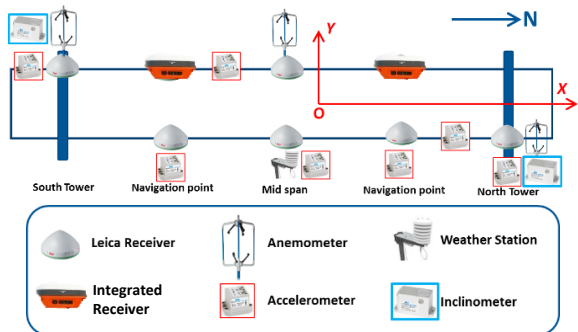 Y
N
X
O
South Tower
Navigation point
Mid span
Navigation point
North Tower
Leica Receiver
Anemometer
Weather Station
Integrated
Receiver
Accelerometer
Inclinometer